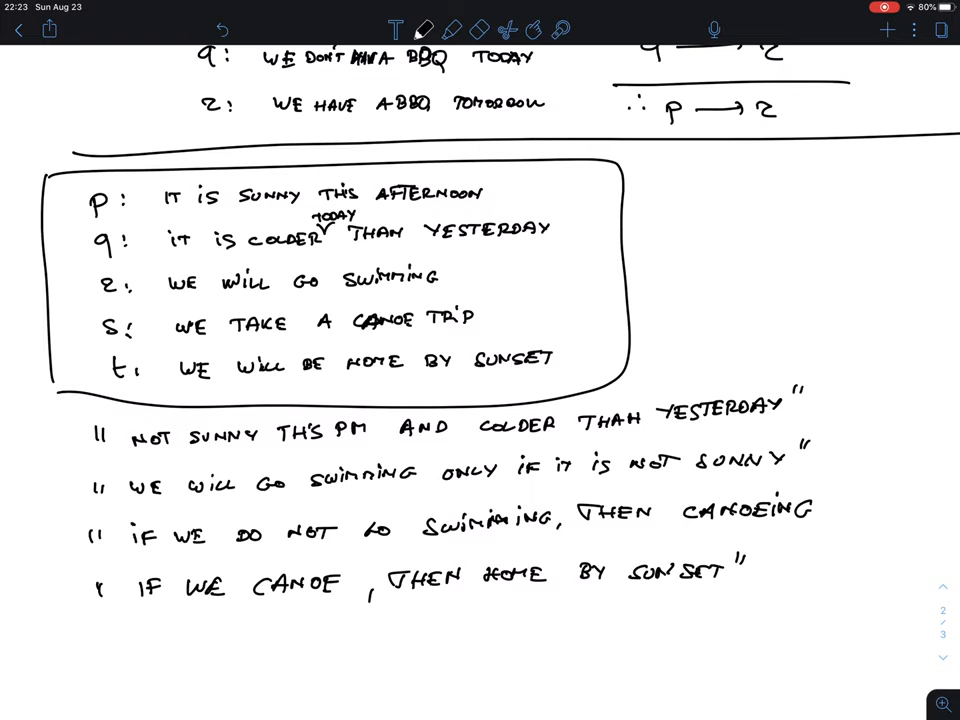 22:23 Sun Aug 23
80%
q: WE DON'T HAVE A BBQ TODAY
r: WE HAVE A BBQ TOMORROW
∴ p → r
p: IT IS SUNNY THIS AFTERNOON
TODAY
q: IT IS COLDER THAN YESTERDAY
r: WE WILL GO SWIMMING
s: WE TAKE A CANOE TRIP
t: WE WILL BE HOME BY SUNSET
" NOT SUNNY THIS PM AND COLDER THAN YESTERDAY "
" WE WILL GO SWIMMING ONLY IF IT IS NOT SUNNY "
" IF WE DO NOT GO SWIMMING, THEN CANOEING
" IF WE CANOE, THEN HOME BY SUNSET "
2
/
3